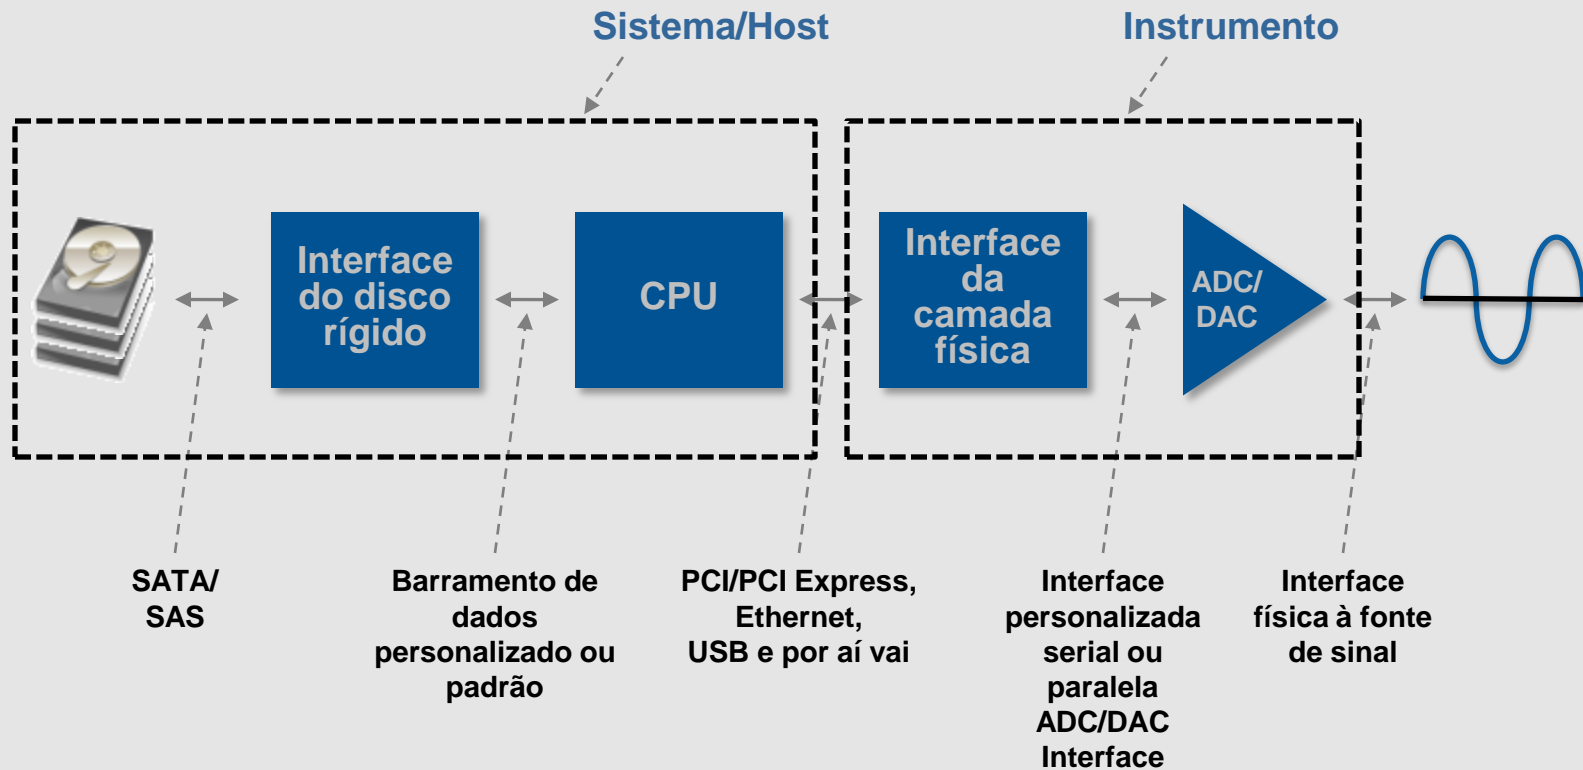 Sistema/Host
Instrumento
Interface
do disco
rígido
CPU
Interface
da
camada
física
ADC/
DAC
SATA/
SAS
Barramento de
dados
personalizado ou
padrão
PCI/PCI Express,
Ethernet,
USB e por aí vai
Interface
personalizada
serial ou
paralela
ADC/DAC
Interface
Interface
física à fonte
de sinal